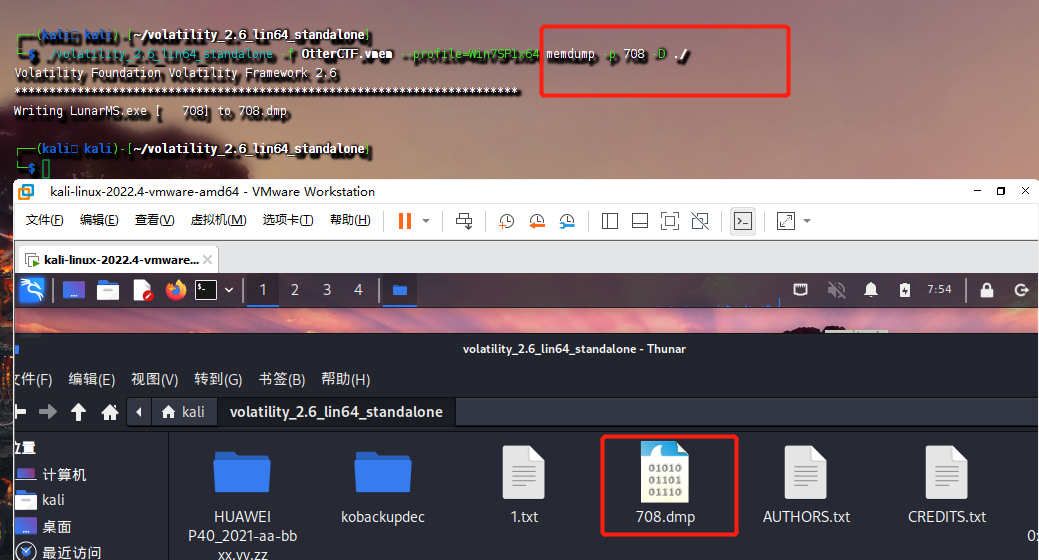 (kali㉿kali)-[~/volatility_2.6_lin64_standalone]
$ ./volatility_2.6_lin64_standalone -f OtterCTF.vmem --profile=Win7SP1x64 memdump -p 708 -D ./
Volatility Foundation Volatility Framework 2.6
************************************************************************
Writing LunarMS.exe [   708] to 708.dmp
(kali㉿kali)-[~/volatility_2.6_lin64_standalone]
$
kali-linux-2022.4-vmware-amd64 - VMware Workstation
文件(F) 编辑(E) 查看(V) 虚拟机(M) 选项卡(T) 帮助(H)
kali-linux-2022.4-vmware...
1 2 3 4 7:54
volatility_2.6_lin64_standalone - Thunar
文件(F) 编辑(E) 视图(V) 转到(G) 书签(B) 帮助(H)
kali volatility_2.6_lin64_standalone
位置
计算机
kali
桌面
最近访问
01010
01101
01110
HUAWEI
P40_2021-aa-bb
xx.yy.zz
kobackupdec
1.txt
708.dmp
AUTHORS.txt
CREDITS.txt